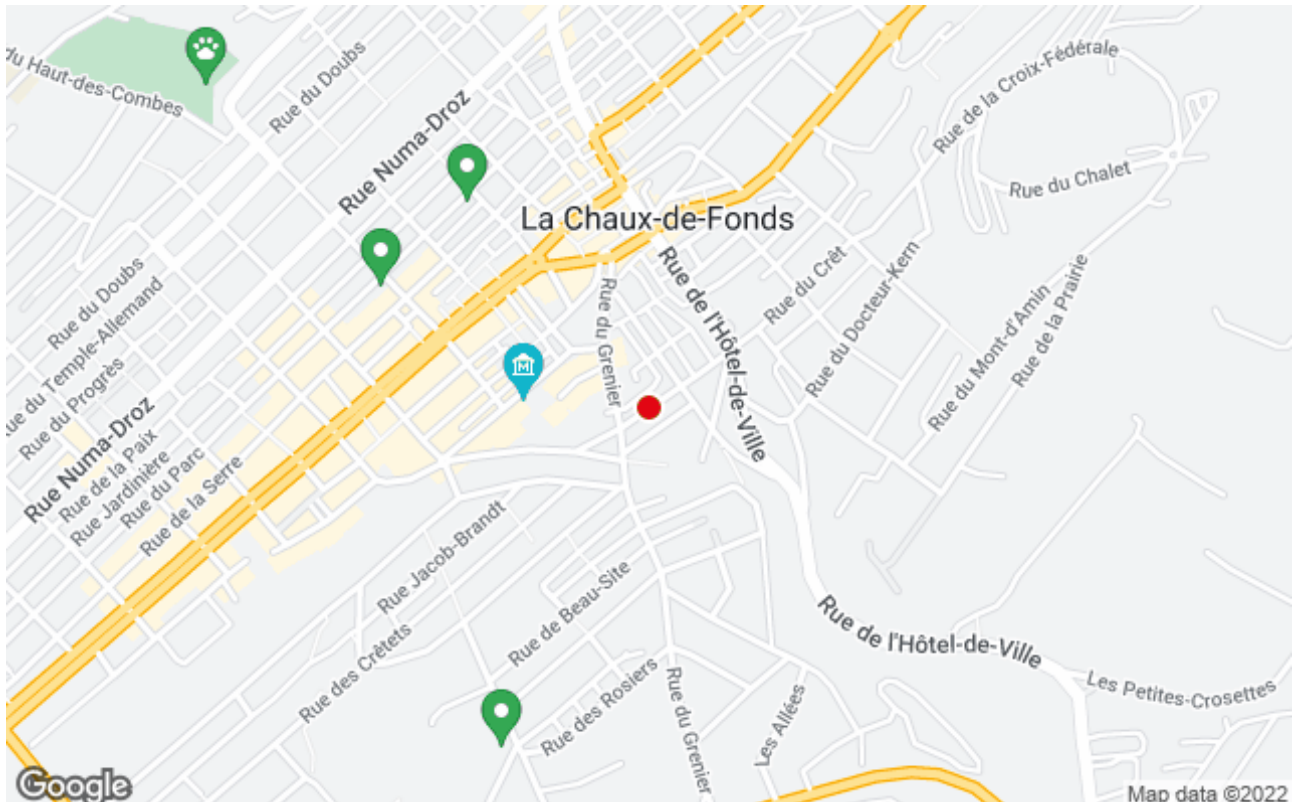 du Haut-des-Combes
Rue du Doubs
Rue Numa-Droz
Rue de la Croix-Fédérale
Rue du Chalet
La Chaux-de-Fonds
Rue du Doubs
Rue du Temple-Allemand
Rue du Progrès
Rue Numa-Droz
Rue de la Paix
Rue Jardinière
Rue du Parc
Rue de la Serre
Rue du Grenier
Rue de l'Hôtel-de-Ville
Rue du Crêt
Rue du Docteur-Kern
Rue du Mont-d'Amin
Rue de la Prairie
M
Rue Jacob-Brandt
Rue des Crêtets
Rue de Beau-Site
Rue des Rosiers
Rue du Grenier
Les Allées
Rue de l'Hôtel-de-Ville
Les Petites-Crosettes
Google
Map data ©2022